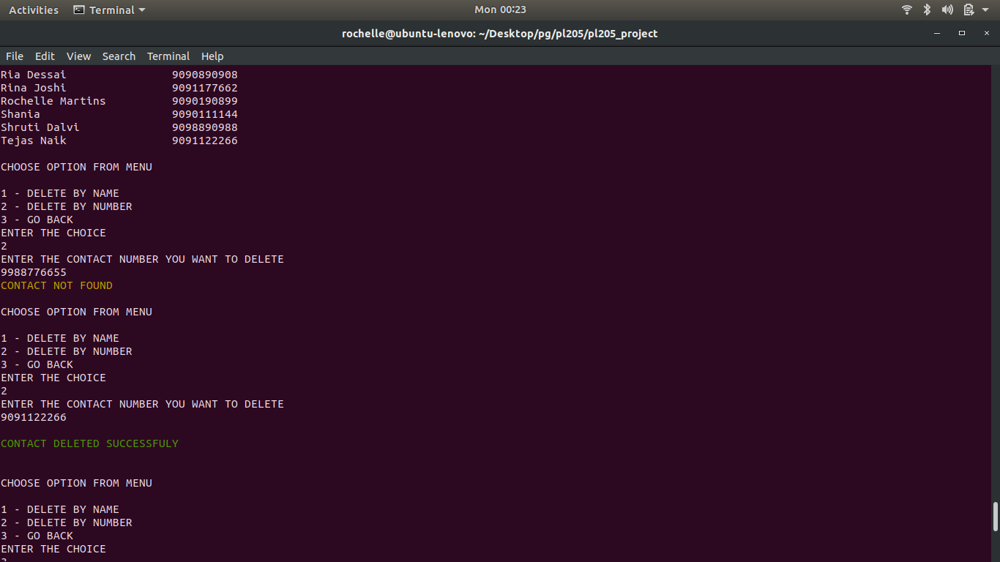 Activities Terminal Mon 00:23
rochelle@ubuntu-lenovo: ~/Desktop/pg/pl205/pl205_project
File Edit View Search Terminal Help
Ria Dessai 9090890908
Rina Joshi 9091177662
Rochelle Martins 9090190899
Shania 9090111144
Shruti Dalvi 9098890988
Tejas Naik 9091122266
CHOOSE OPTION FROM MENU
1 - DELETE BY NAME
2 - DELETE BY NUMBER
3 - GO BACK
ENTER THE CHOICE
2
ENTER THE CONTACT NUMBER YOU WANT TO DELETE
9988776655
CONTACT NOT FOUND
CHOOSE OPTION FROM MENU
1 - DELETE BY NAME
2 - DELETE BY NUMBER
3 - GO BACK
ENTER THE CHOICE
2
ENTER THE CONTACT NUMBER YOU WANT TO DELETE
9091122266
CONTACT DELETED SUCCESSFULY
CHOOSE OPTION FROM MENU
1 - DELETE BY NAME
2 - DELETE BY NUMBER
3 - GO BACK
ENTER THE CHOICE